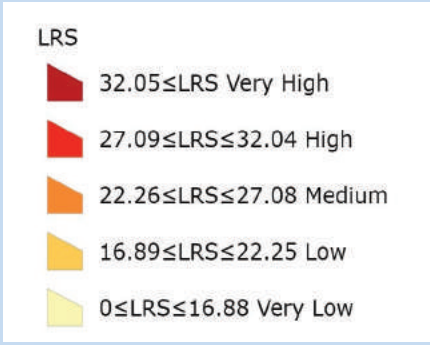 LRS
32.05≤LRS Very High
27.09≤LRS≤32.04 High
22.26≤LRS≤27.08 Medium
16.89≤LRS≤22.25 Low
0≤LRS≤16.88 Very Low